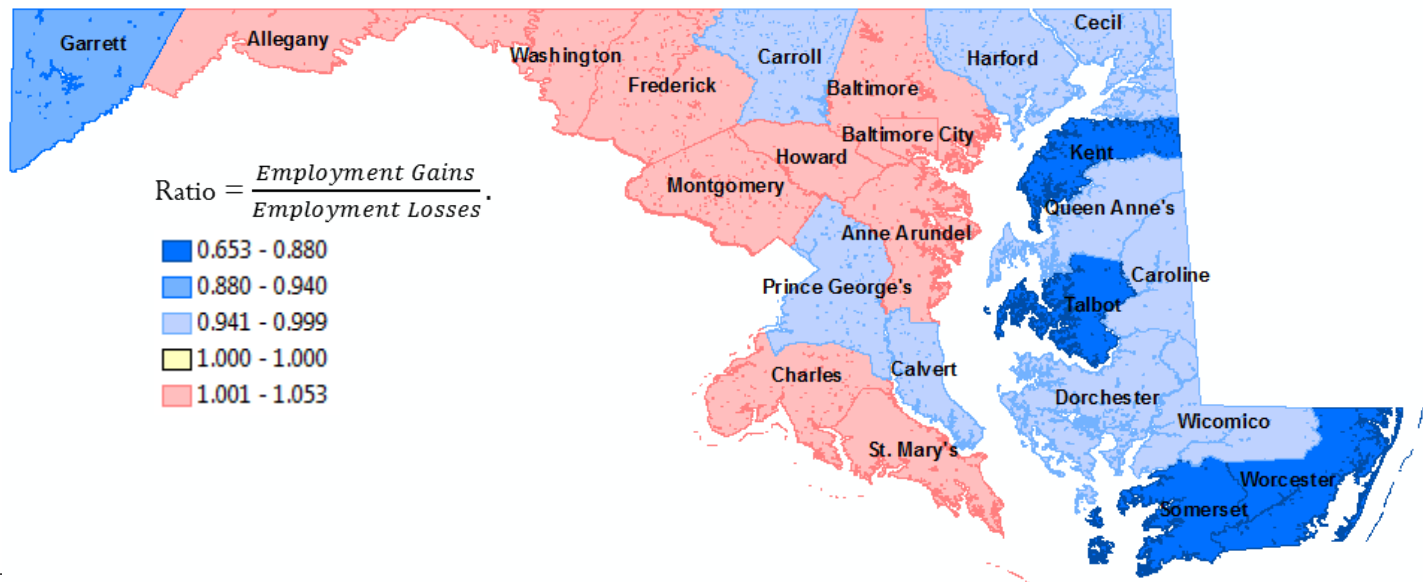 Garrett
Allegany
Washington
Frederick
Carroll
Baltimore
Harford
Cecil
Baltimore City
Howard
Montgomery
Kent
Queen Anne's
Anne Arundel
Prince George's
Caroline
Talbot
Charles
Calvert
Dorchester
Wicomico
St. Mary's
Worcester
Somerset
Ratio = Employment Gains / Employment Losses .
0.653 - 0.880
0.880 - 0.940
0.941 - 0.999
1.000 - 1.000
1.001 - 1.053